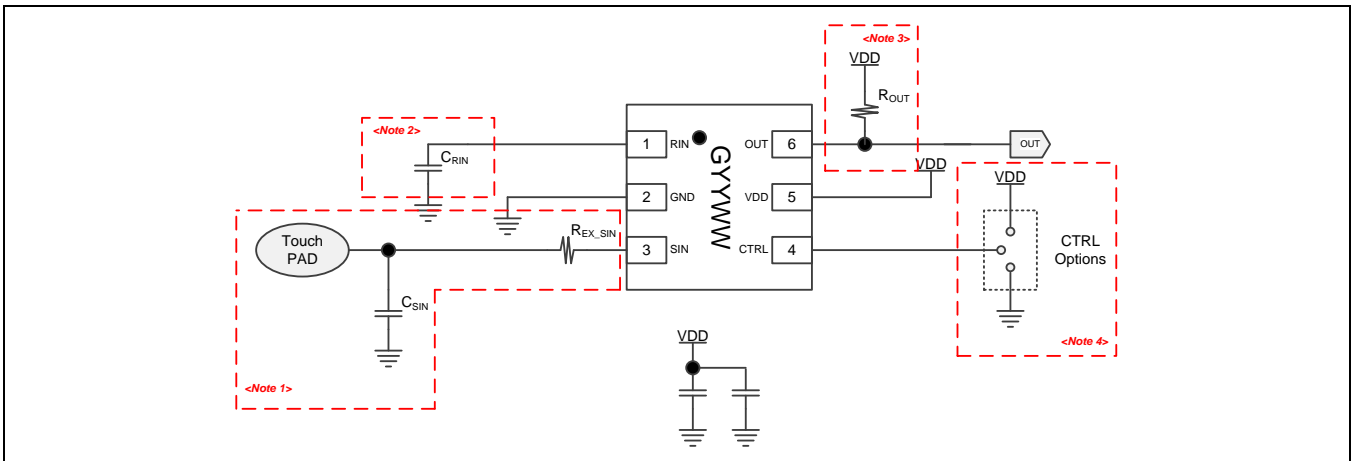 <Note 3>
VDD
ROUT
<Note 2>
CRIN
1 RIN
OUT 6
OUT
GYYWW
VDD
<Note 4>
VDD
2 GND
VDD 5
Touch
PAD
REX_SIN
3 SIN
CTRL 4
CTRL
Options
CSIN
VDD
<Note 1>